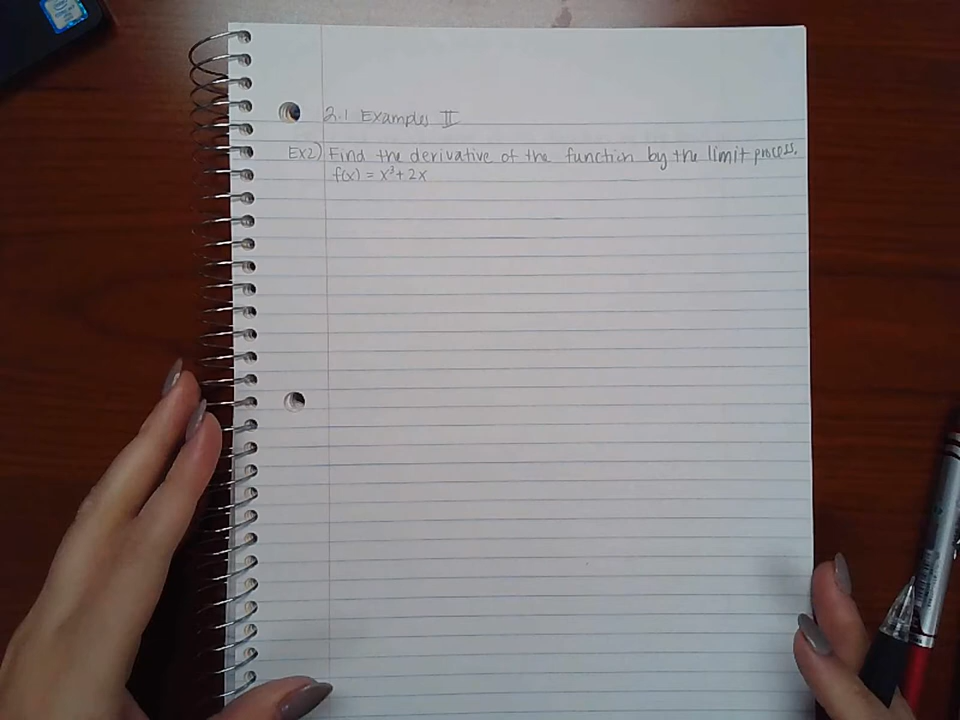 2.1 Examples II
Ex2) Find the derivative of the function by the limit process.
f(x) = x³ + 2x